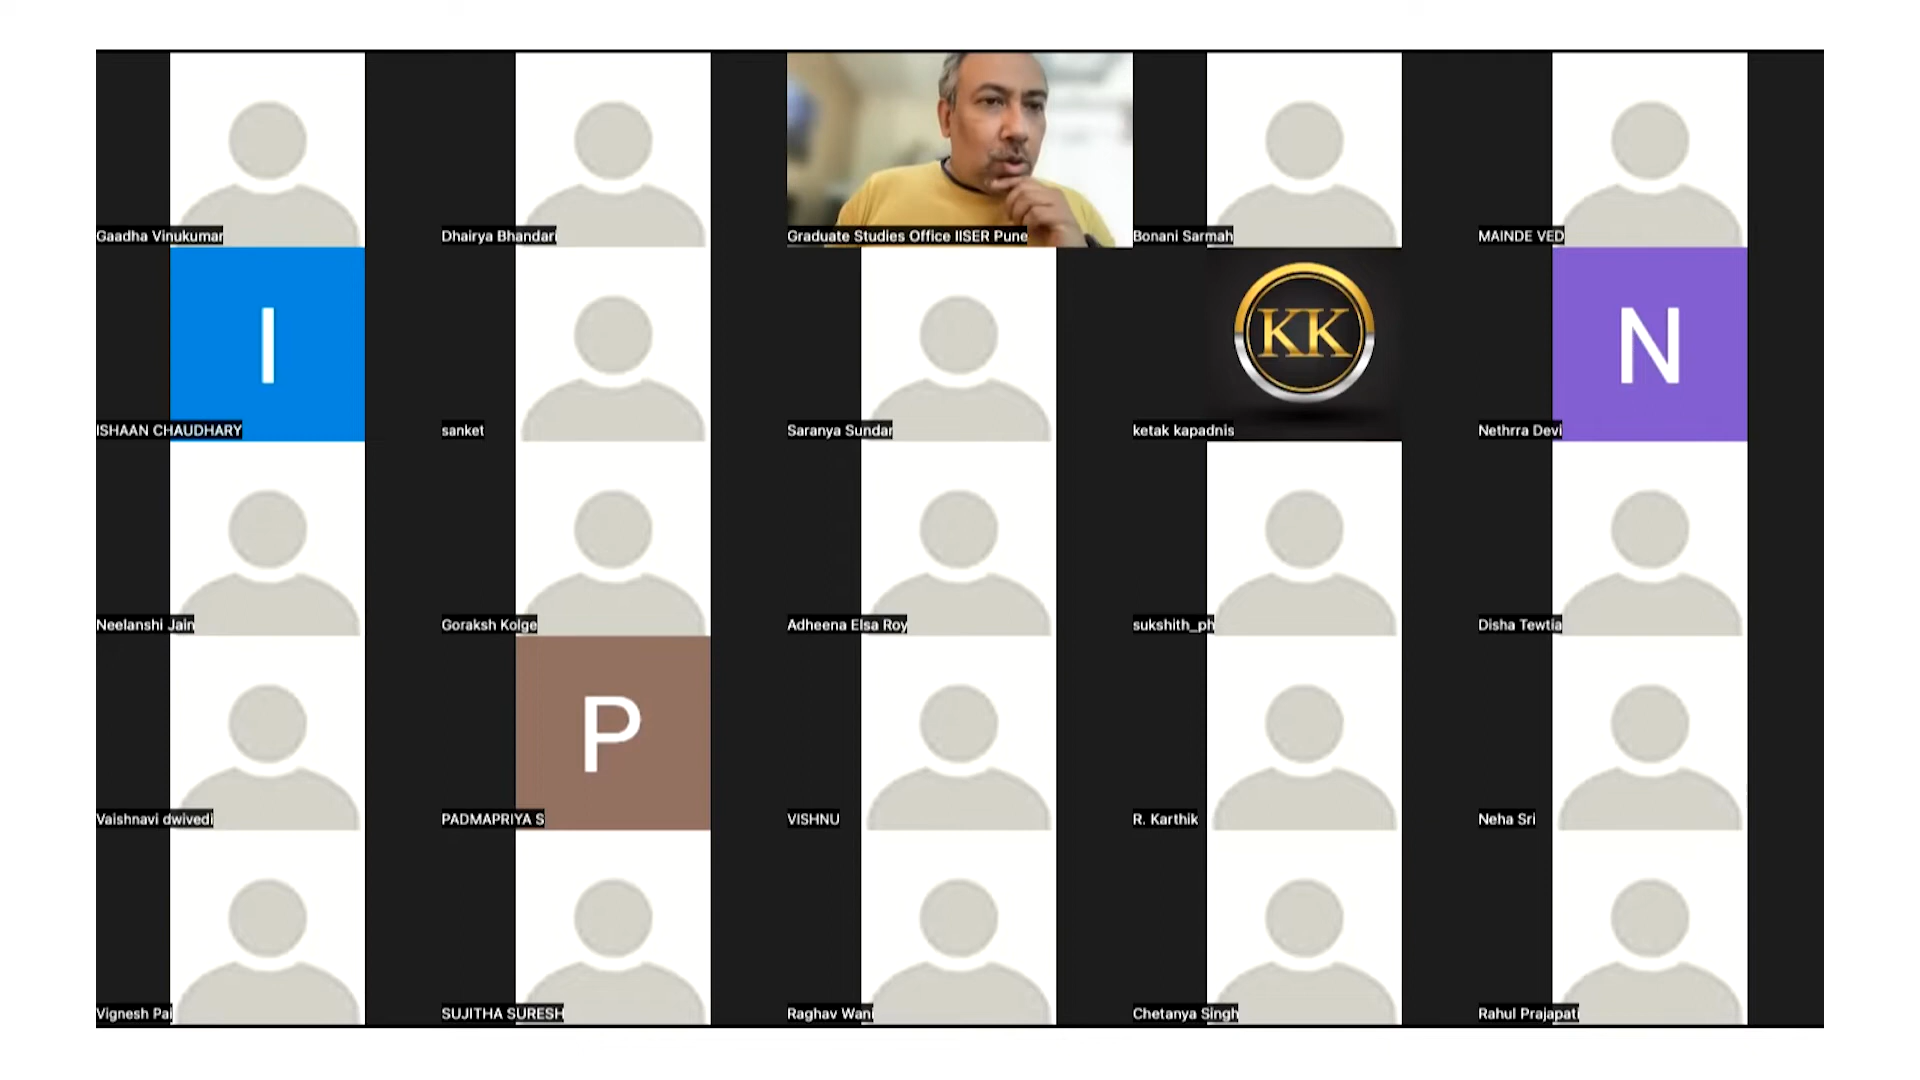 Gaadha Vinukumar
Dhairya Bhandari
Graduate Studies Office IISER Pune
Bonani Sarmah
MAINDE VED
I
ISHAAN CHAUDHARY
sanket
Saranya Sundar
KK
ketak kapadnis
N
Nethrra Devi
Neelanshi Jain
Goraksh Kolge
Adheena Elsa Roy
sukshith_ph
Disha Tewtia
Vaishnavi dwivedi
P
PADMAPRIYA S
VISHNU
R. Karthik
Neha Sri
Vignesh Pai
SUJITHA SURESH
Raghav Wani
Chetanya Singh
Rahul Prajapati